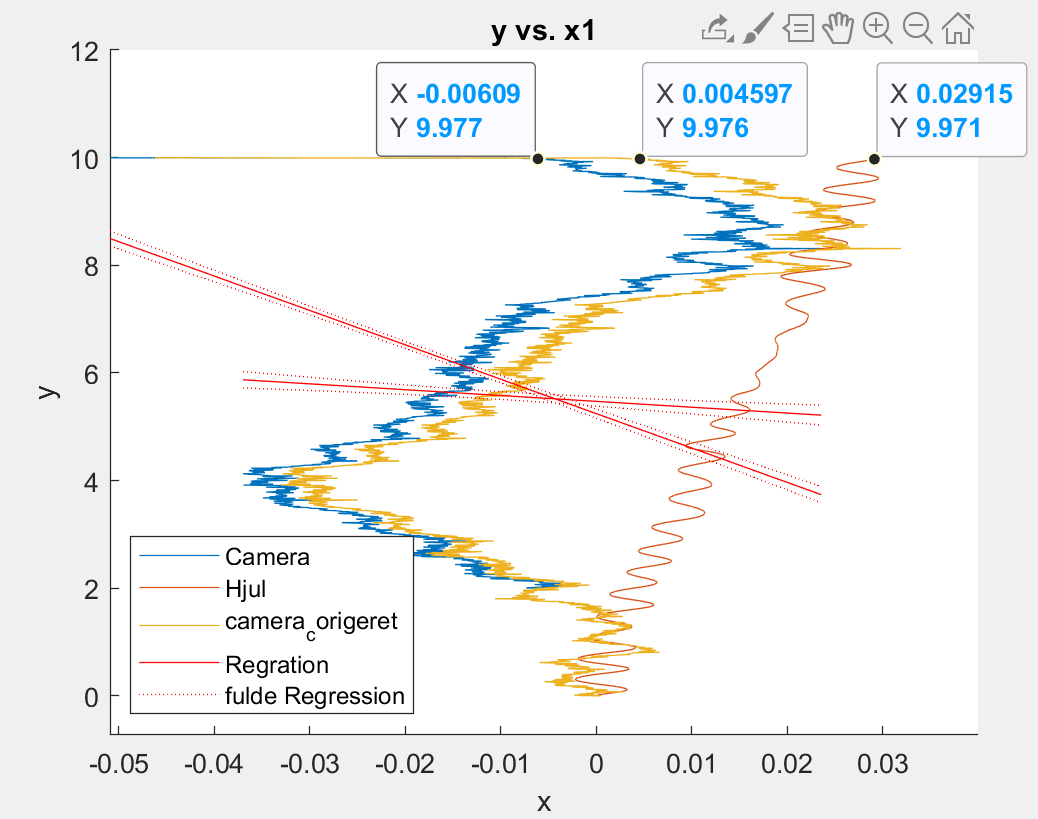 y vs. x1
X -0.00609
Y 9.977
X 0.004597
Y 9.976
X 0.02915
Y 9.971
12
10
8
6
4
2
0
y
Camera
Hjul
camera_corigeret
Regration
fulde Regression
-0.05 -0.04 -0.03 -0.02 -0.01 0 0.01 0.02 0.03
x